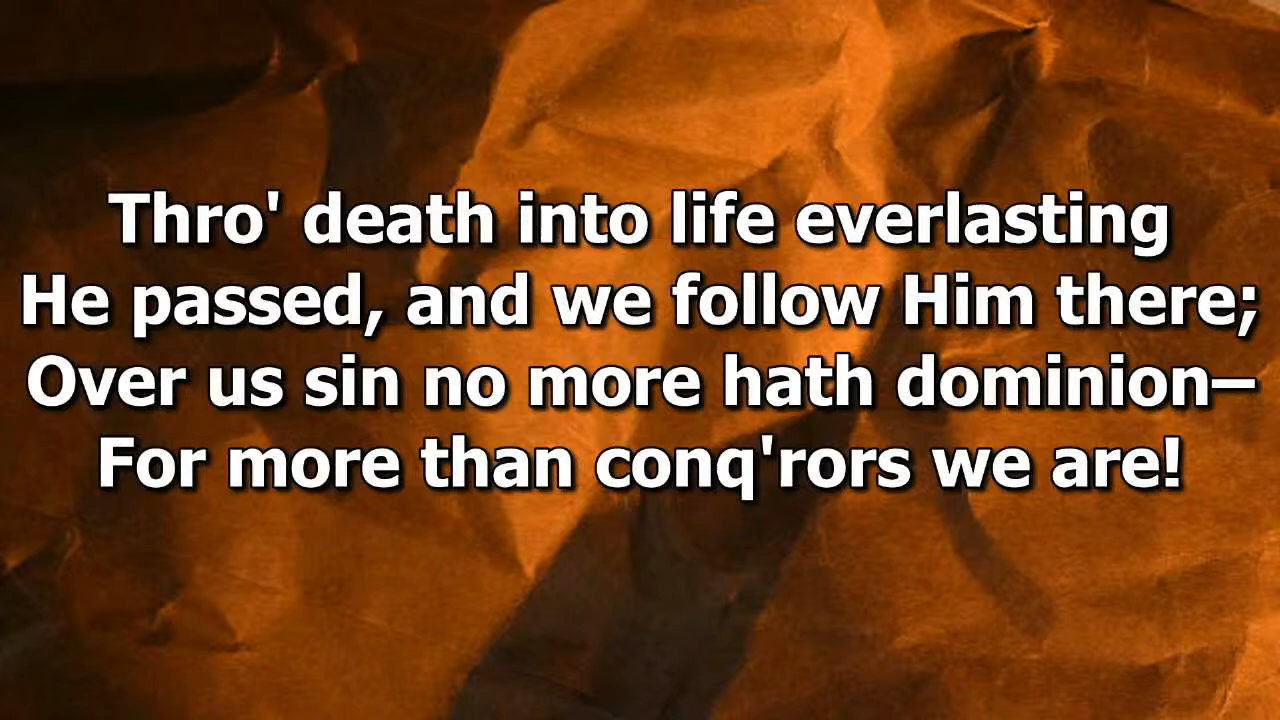 Thro' death into life everlasting
He passed, and we follow Him there;
Over us sin no more hath dominion–
For more than conq'rors we are!